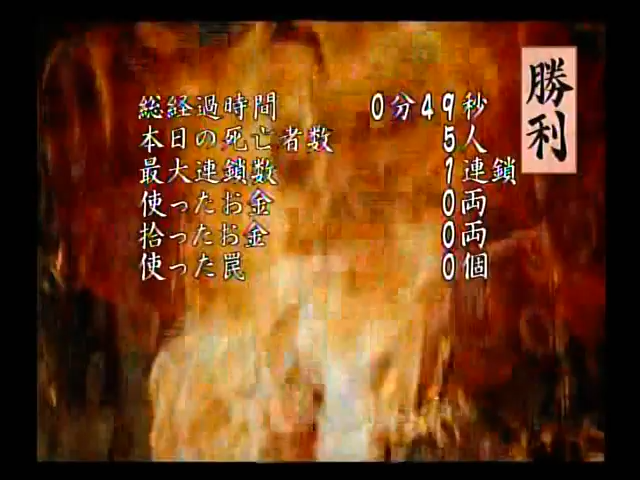 勝利
総経過時間 0分49秒
本日の死亡者数 5人
最大連鎖数 1連鎖
使ったお金 0両
拾ったお金 0両
使った罠 0個